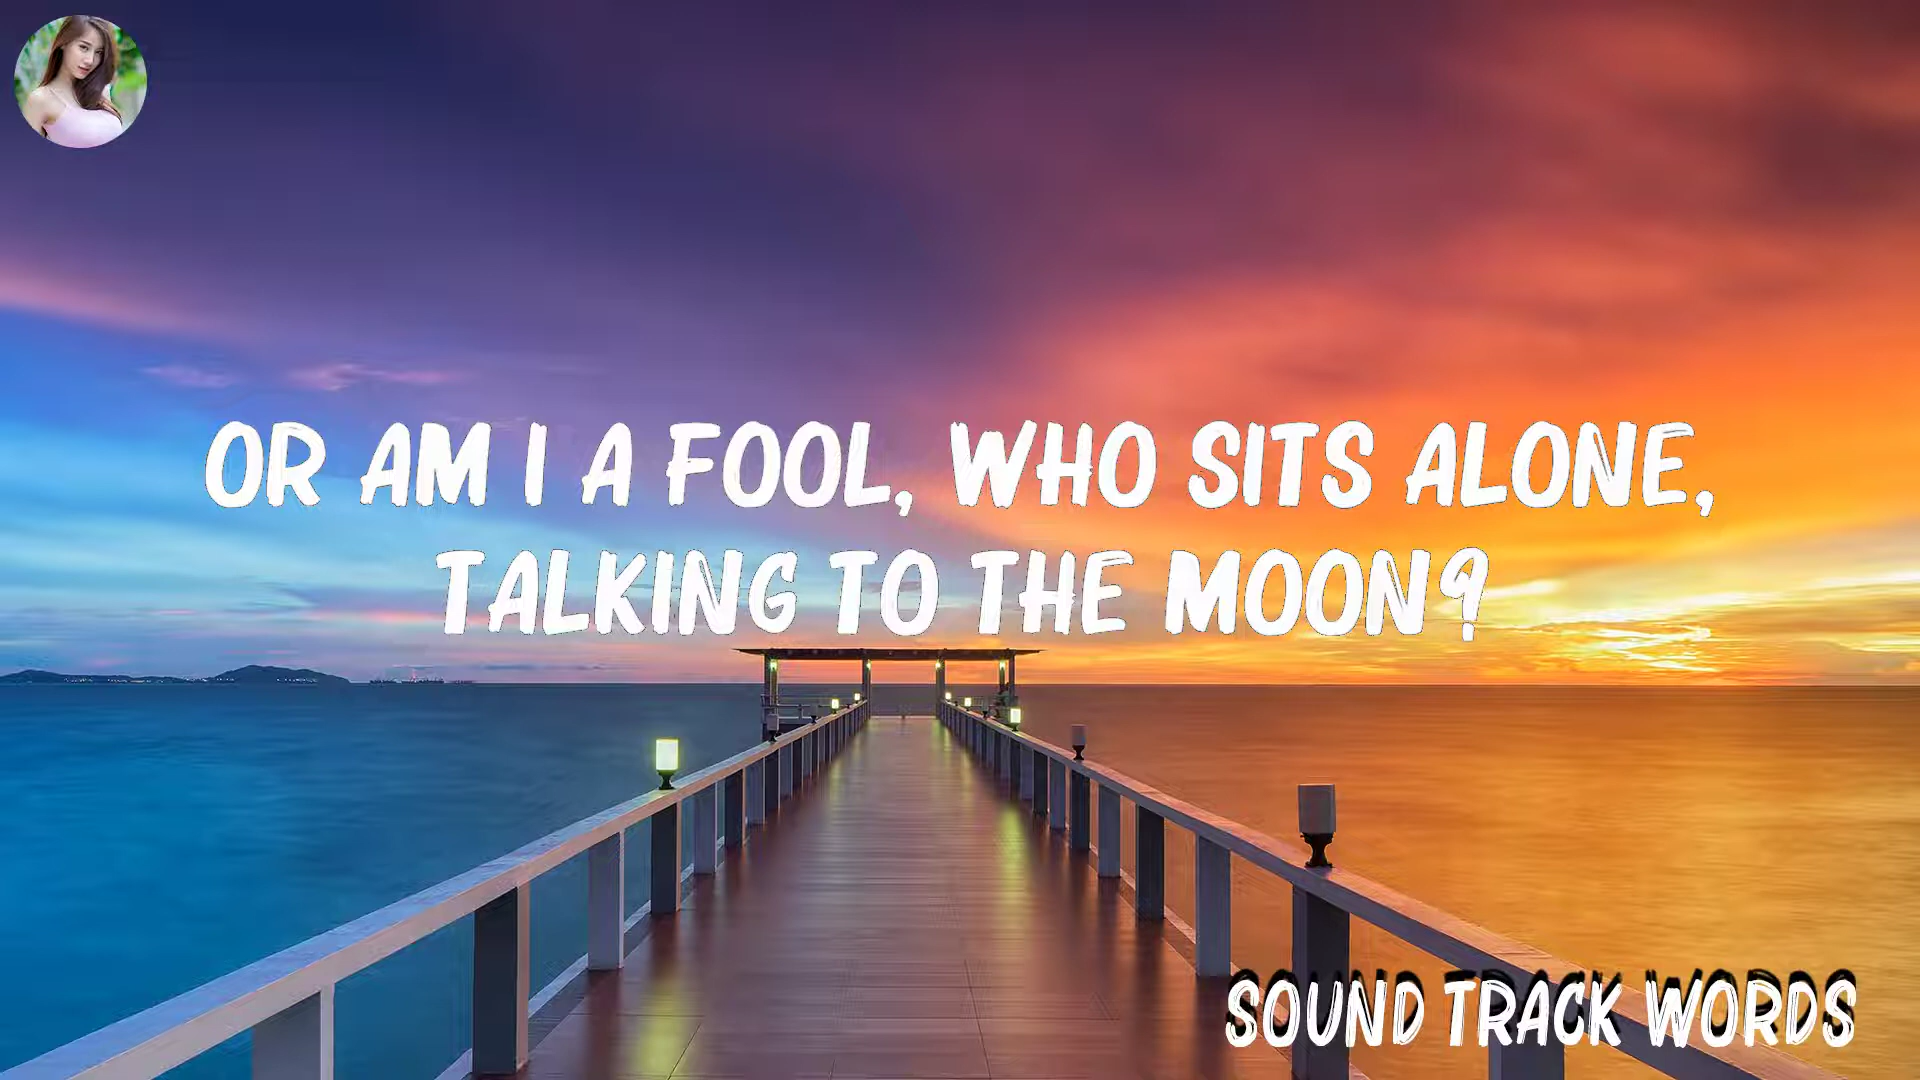 OR AM I A FOOL, WHO SITS ALONE,
TALKING TO THE MOON?
SOUND TRACK WORDS